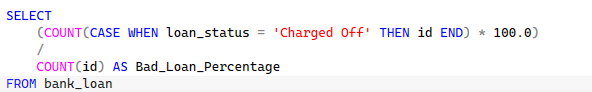 SELECT
    (COUNT(CASE WHEN loan_status = 'Charged Off' THEN id END) * 100.0)
    /
    COUNT(id) AS Bad_Loan_Percentage
FROM bank_loan